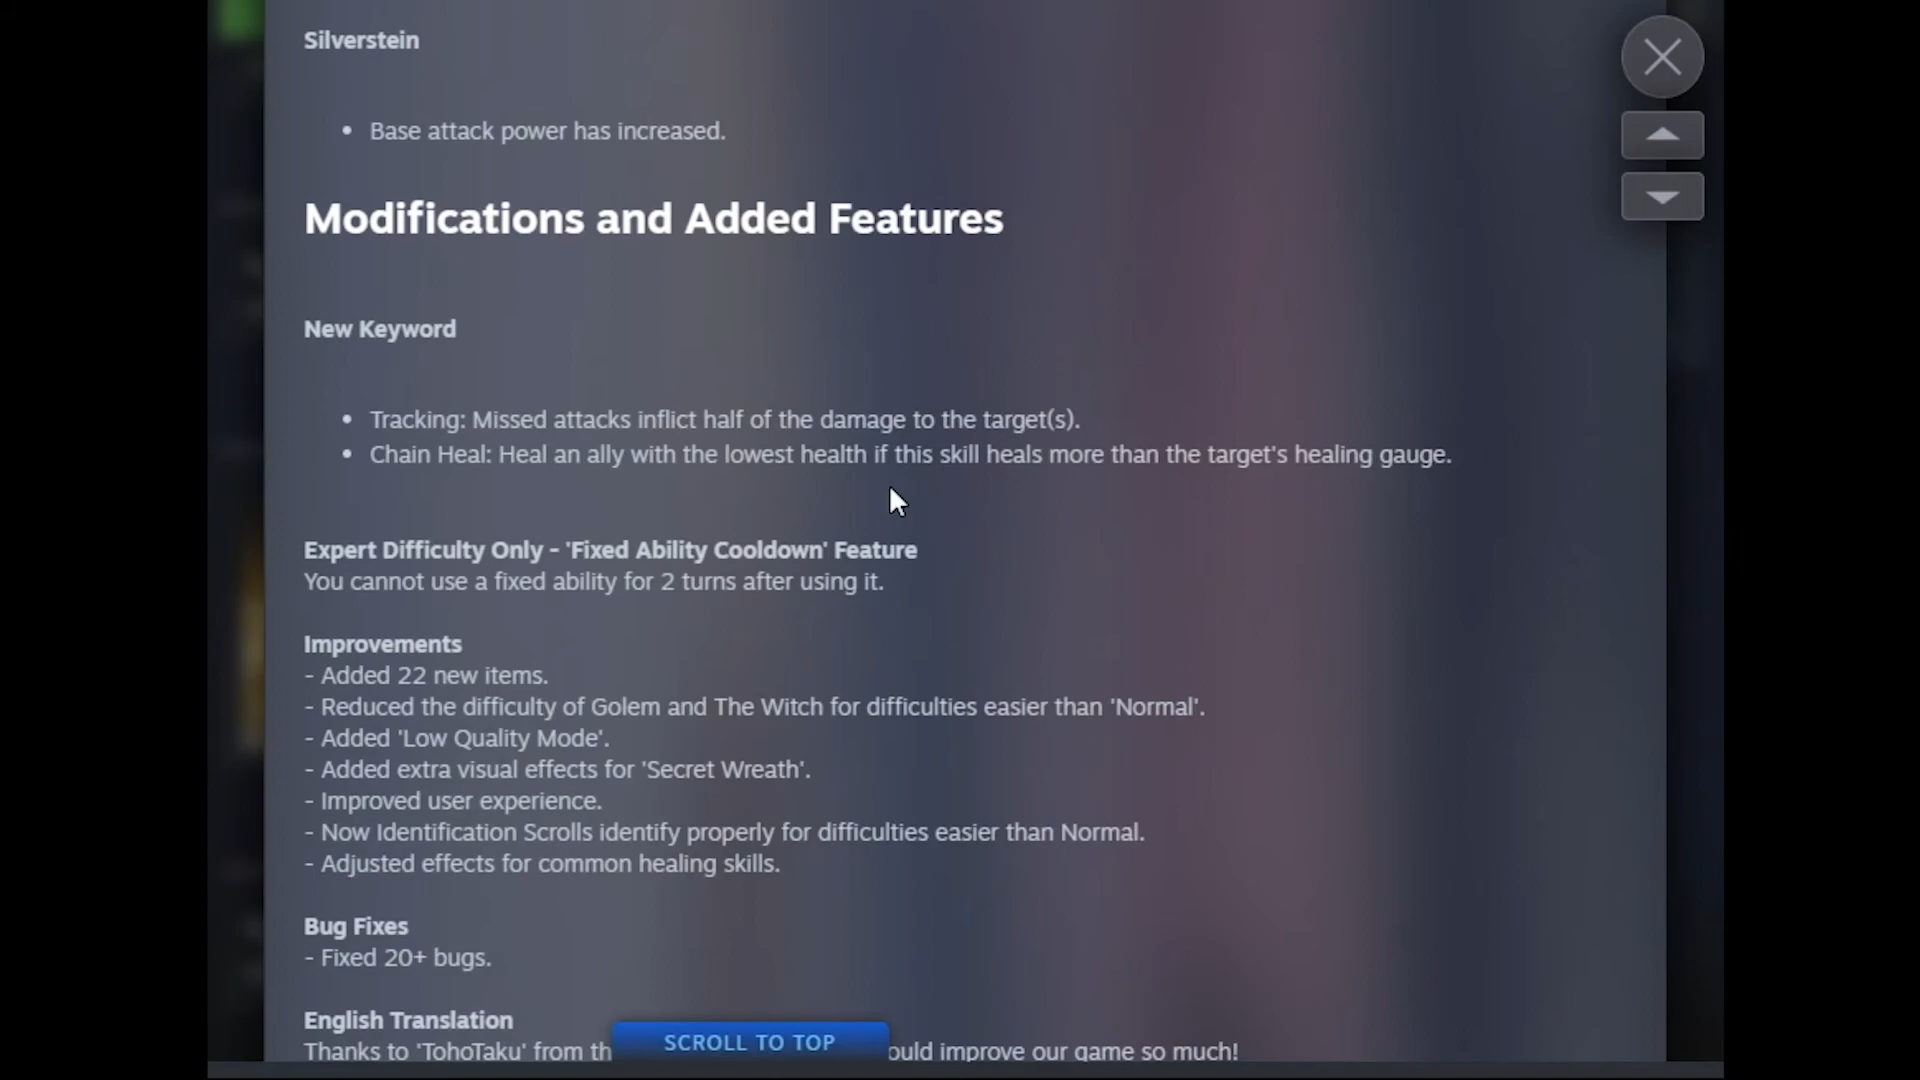 Silverstein
• Base attack power has increased.
Modifications and Added Features
New Keyword
• Tracking: Missed attacks inflict half of the damage to the target(s).
• Chain Heal: Heal an ally with the lowest health if this skill heals more than the target's healing gauge.
Expert Difficulty Only - 'Fixed Ability Cooldown' Feature
You cannot use a fixed ability for 2 turns after using it.
Improvements
- Added 22 new items.
- Reduced the difficulty of Golem and The Witch for difficulties easier than 'Normal'.
- Added 'Low Quality Mode'.
- Added extra visual effects for 'Secret Wreath'.
- Improved user experience.
- Now Identification Scrolls identify properly for difficulties easier than Normal.
- Adjusted effects for common healing skills.
Bug Fixes
- Fixed 20+ bugs.
English Translation
SCROLL TO TOP
Thanks to 'TohoTaku' from improve our game so much!